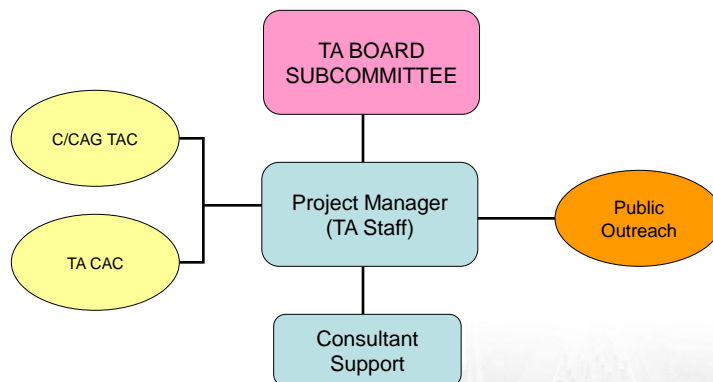 TA BOARD
SUBCOMMITTEE
C/CAG TAC
Project Manager
(TA Staff)
Public
Outreach
TA CAC
Consultant
Support